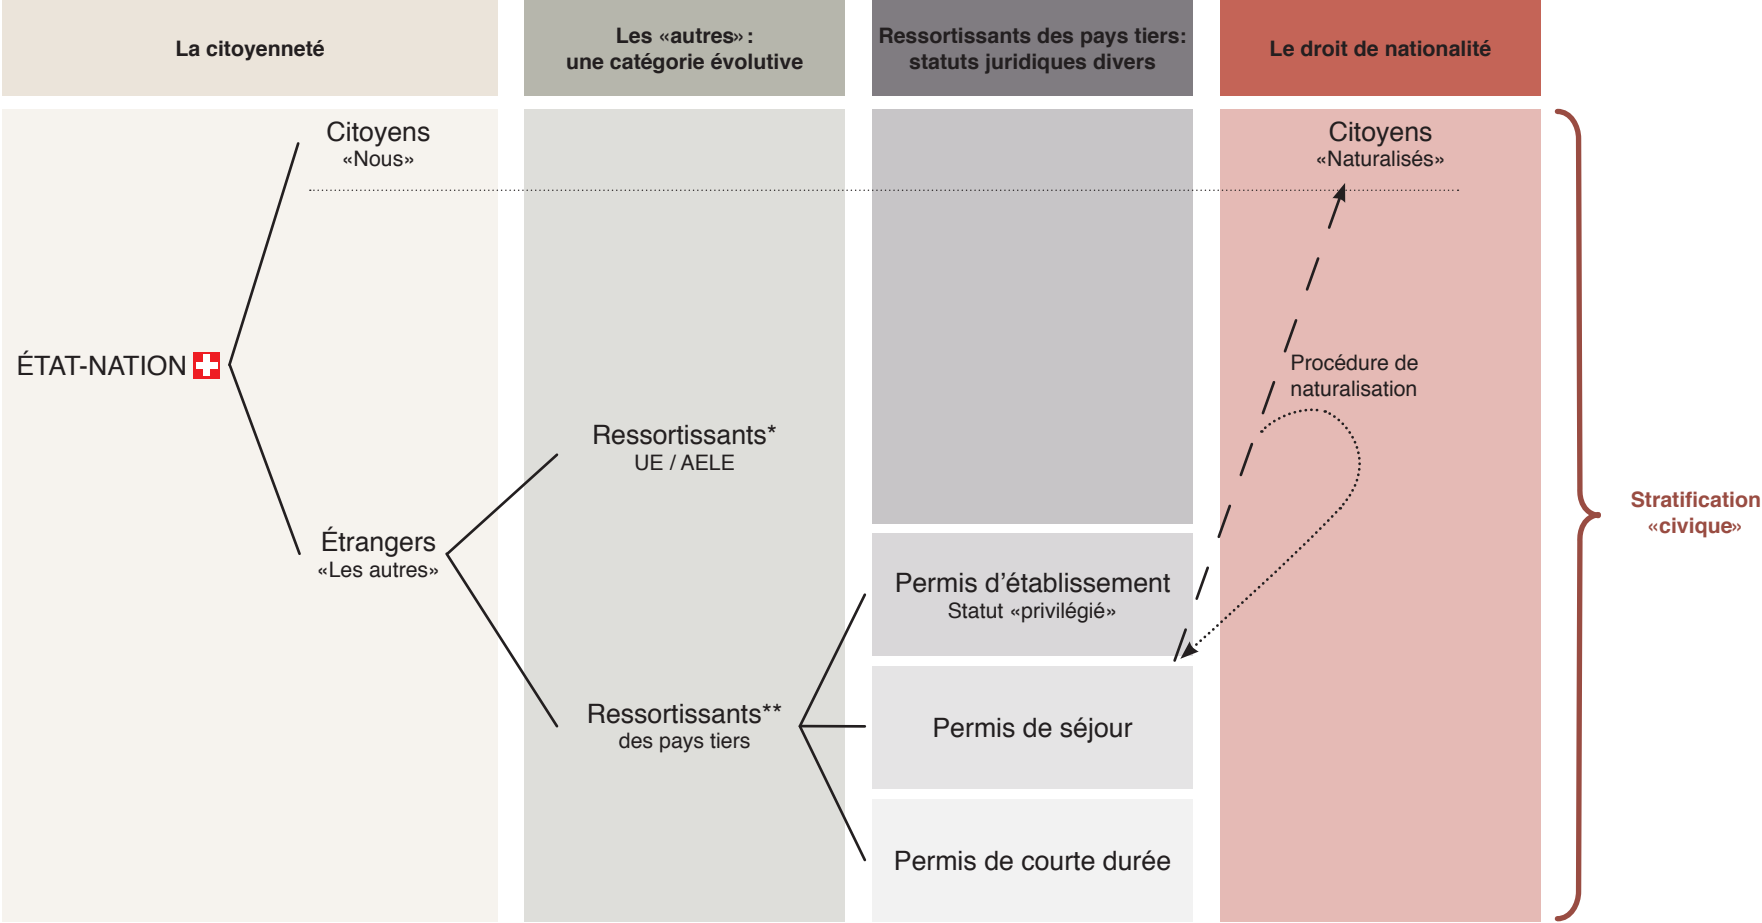 La citoyenneté
Les «autres» :
une catégorie évolutive
Ressortissants des pays tiers:
statuts juridiques divers
Le droit de nationalité
Citoyens
«Nous»
Citoyens
«Naturalisés»
ÉTAT-NATION
Procédure de
naturalisation
Ressortissants*
UE / AELE
Stratification
«civique»
Étrangers
«Les autres»
Permis d’établissement
Statut «privilégié»
Ressortissants**
des pays tiers
Permis de séjour
Permis de courte durée